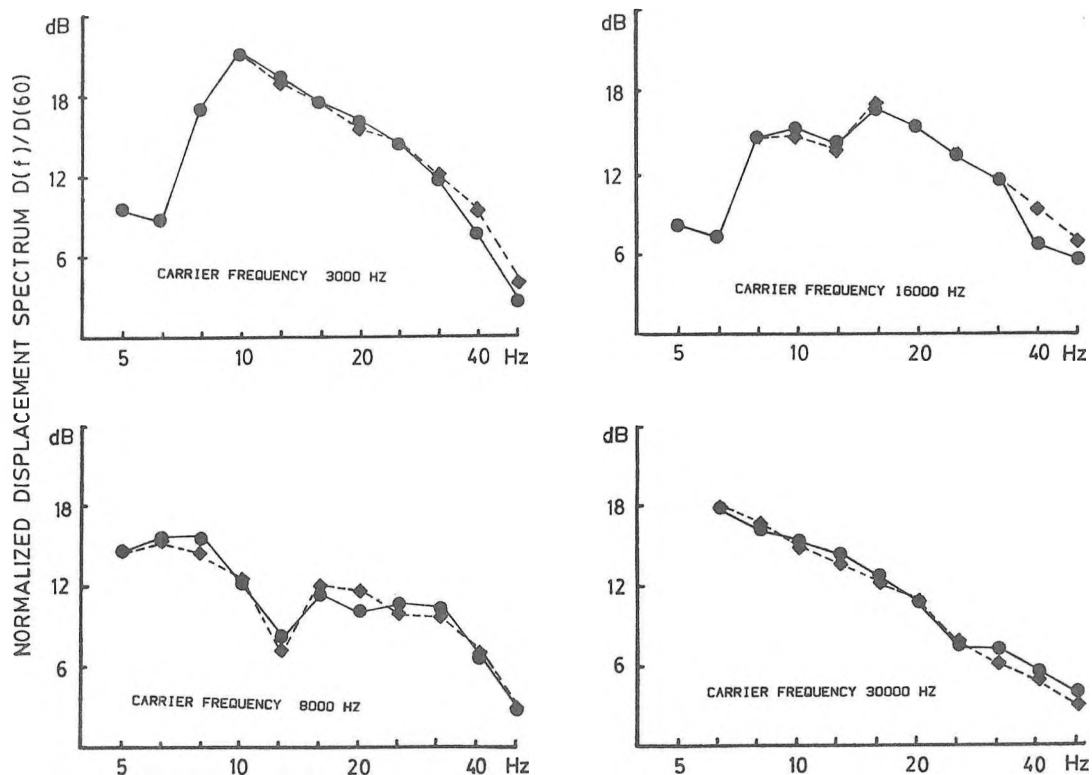 NORMALIZED DISPLACEMENT SPECTRUM D(f)/D(60)
dB
18
12
6
CARRIER FREQUENCY 3000 HZ
5 10 20 40 Hz
dB
18
12
6
CARRIER FREQUENCY 16000 HZ
5 10 20 40 Hz
dB
18
12
6
CARRIER FREQUENCY 8000 HZ
5 10 20 40 Hz
dB
18
12
6
CARRIER FREQUENCY 30000 HZ
5 10 20 40 Hz